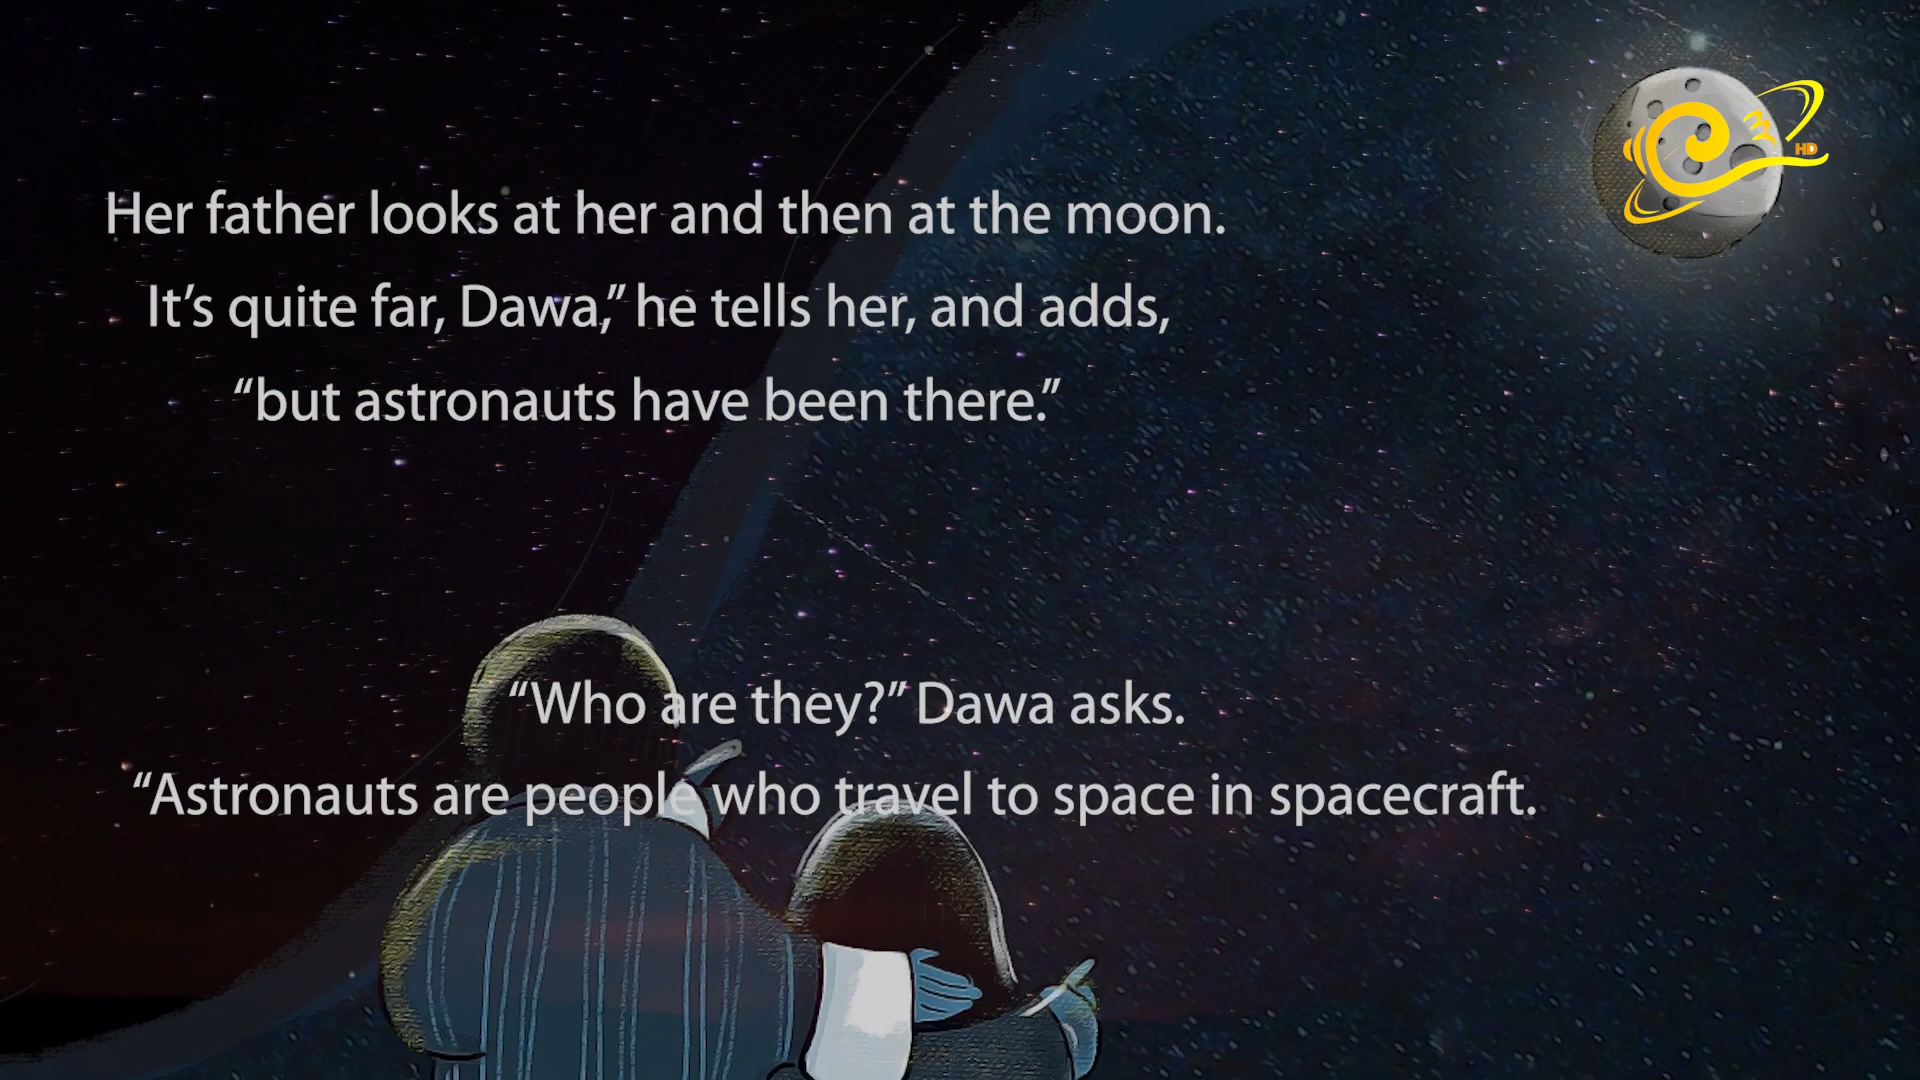 Her father looks at her and then at the moon.
It’s quite far, Dawa,” he tells her, and adds,
“but astronauts have been there.”
“Who are they?” Dawa asks.
“Astronauts are people who travel to space in spacecraft.
HD